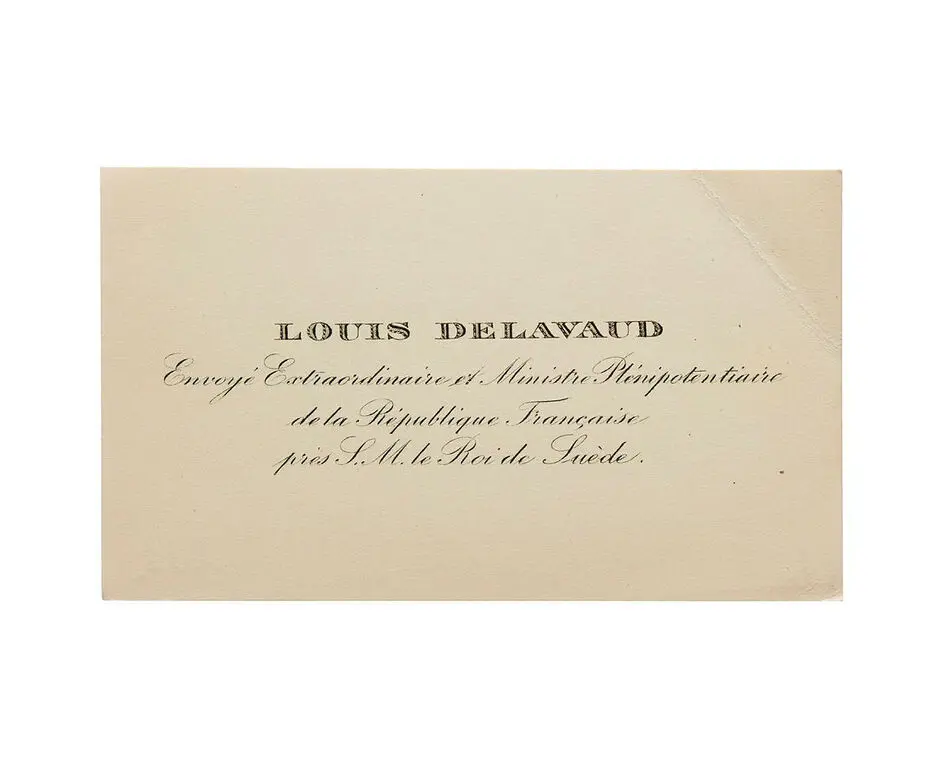 LOUIS DELAVAUD
Envoyé Extraordinaire et Ministre Plénipotentiaire
de la République Française
près S. M. le Roi de Suède.